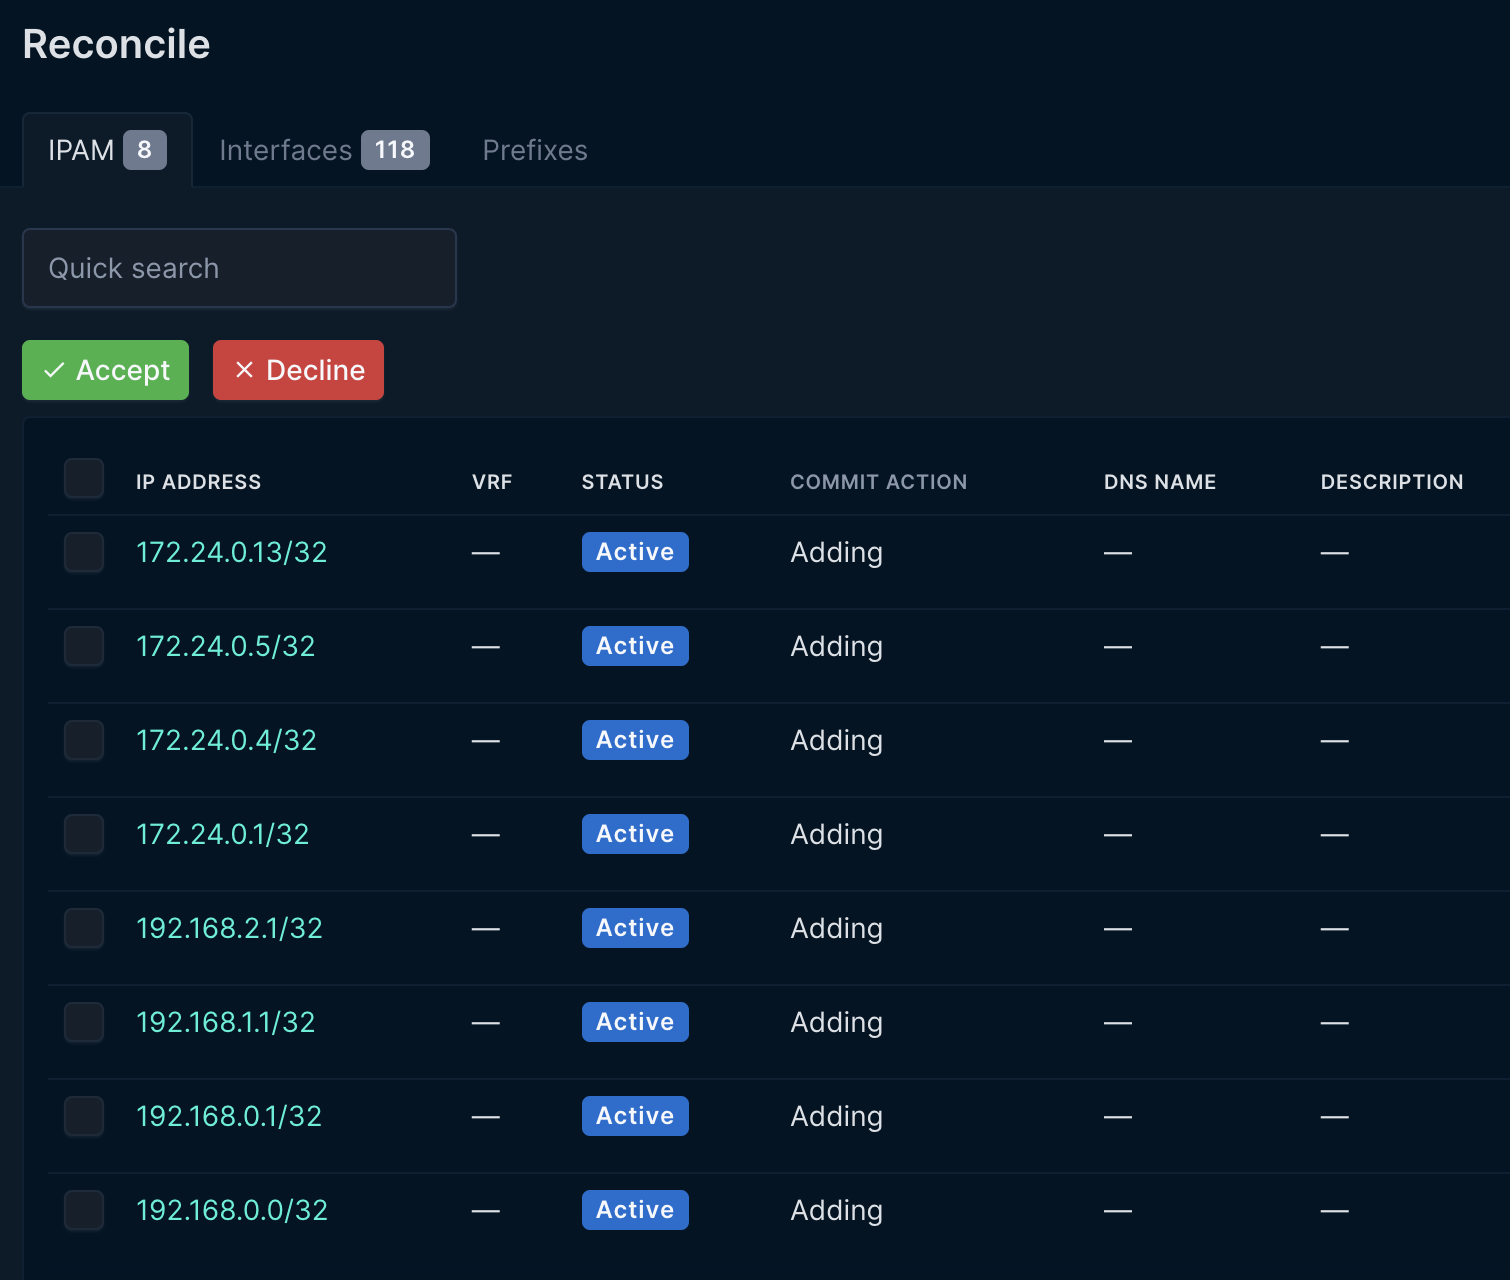 Reconcile
IPAM 8 Interfaces 118 Prefixes
Quick search
Accept Decline
IP ADDRESS VRF STATUS COMMIT ACTION DNS NAME DESCRIPTION
172.24.0.13/32 — Active Adding — —
172.24.0.5/32 — Active Adding — —
172.24.0.4/32 — Active Adding — —
172.24.0.1/32 — Active Adding — —
192.168.2.1/32 — Active Adding — —
192.168.1.1/32 — Active Adding — —
192.168.0.1/32 — Active Adding — —
192.168.0.0/32 — Active Adding — —